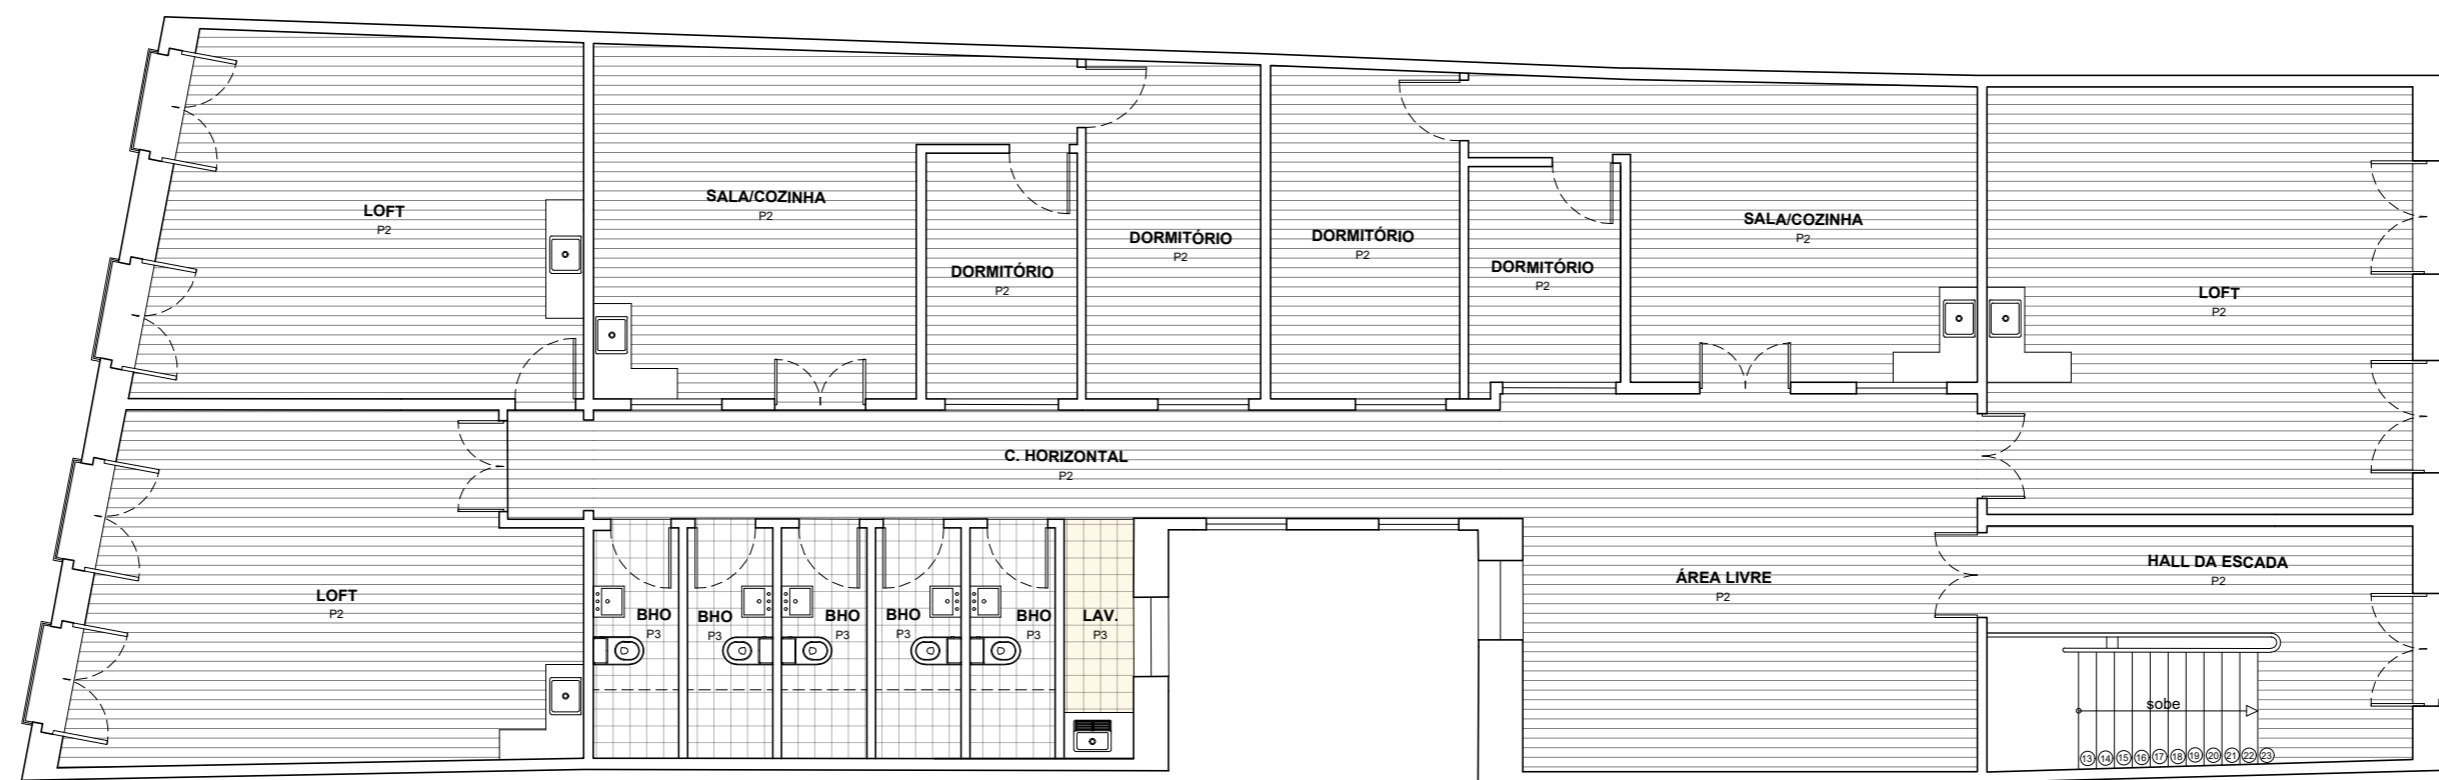 LOFT
P2
SALA/COZINHA
P2
DORMITÓRIO
P2
DORMITÓRIO
P2
DORMITÓRIO
P2
DORMITÓRIO
P2
SALA/COZINHA
P2
LOFT
P2
C. HORIZONTAL
P2
LOFT
P2
BHO
P3
BHO
P3
BHO
P3
BHO
P3
BHO
P3
LAV.
P3
ÁREA LIVRE
P2
HALL DA ESCADA
P2
sobe
13 14 15 16 17 18 19 20 21 22 23